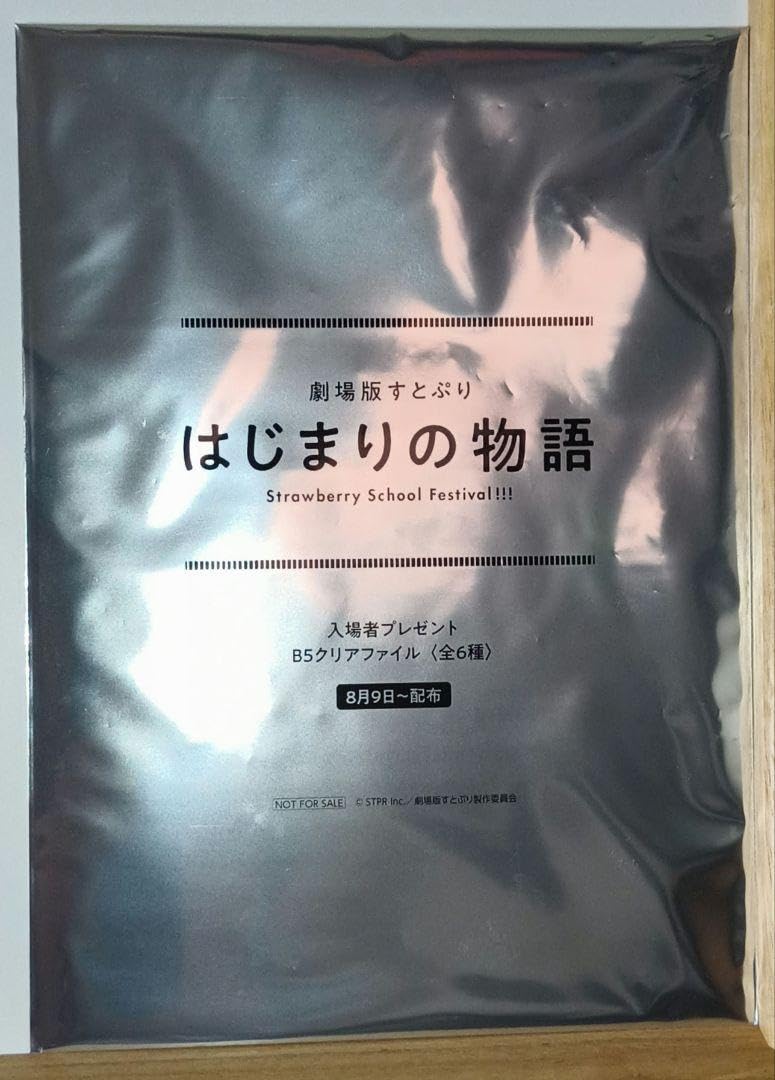 劇場版すとぷり
はじまりの物語
Strawberry School Festival!!!
入場者プレゼント
B5クリアファイル〈全6種〉
8月9日～配布
NOT FOR SALE © STPR Inc./劇場版すとぷり製作委員会